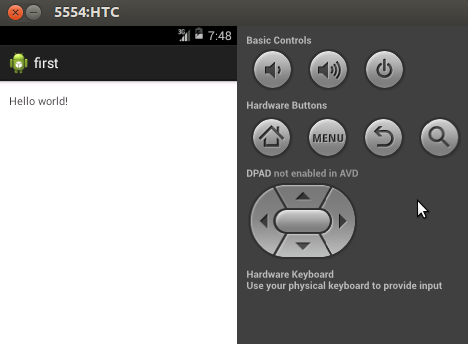 5554:HTC
3G 7:48
first
Hello world!
Basic Controls
Hardware Buttons
MENU
DPAD not enabled in AVD
Hardware Keyboard
Use your physical keyboard to provide input